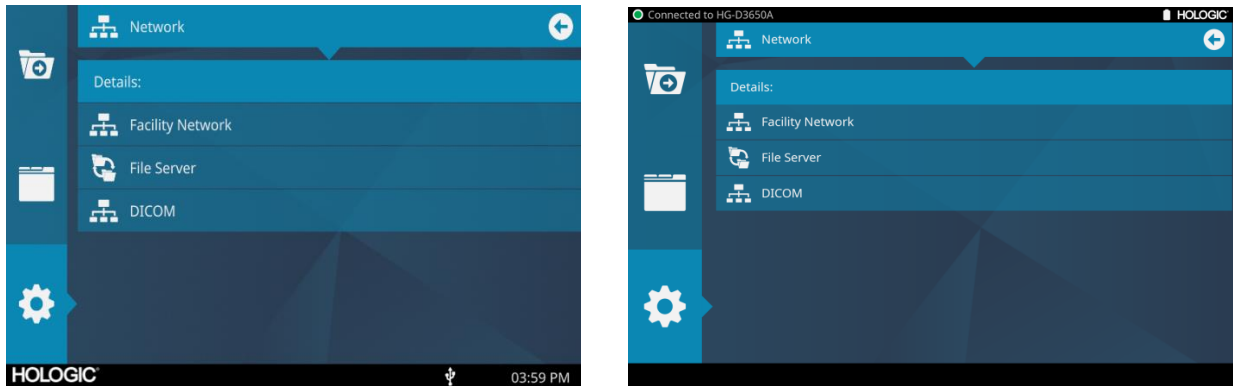 Network
Details:
Facility Network
File Server
DICOM
HOLOGIC
03:59 PM
Connected to HG-D3650A
HOLOGIC
Network
Details:
Facility Network
File Server
DICOM